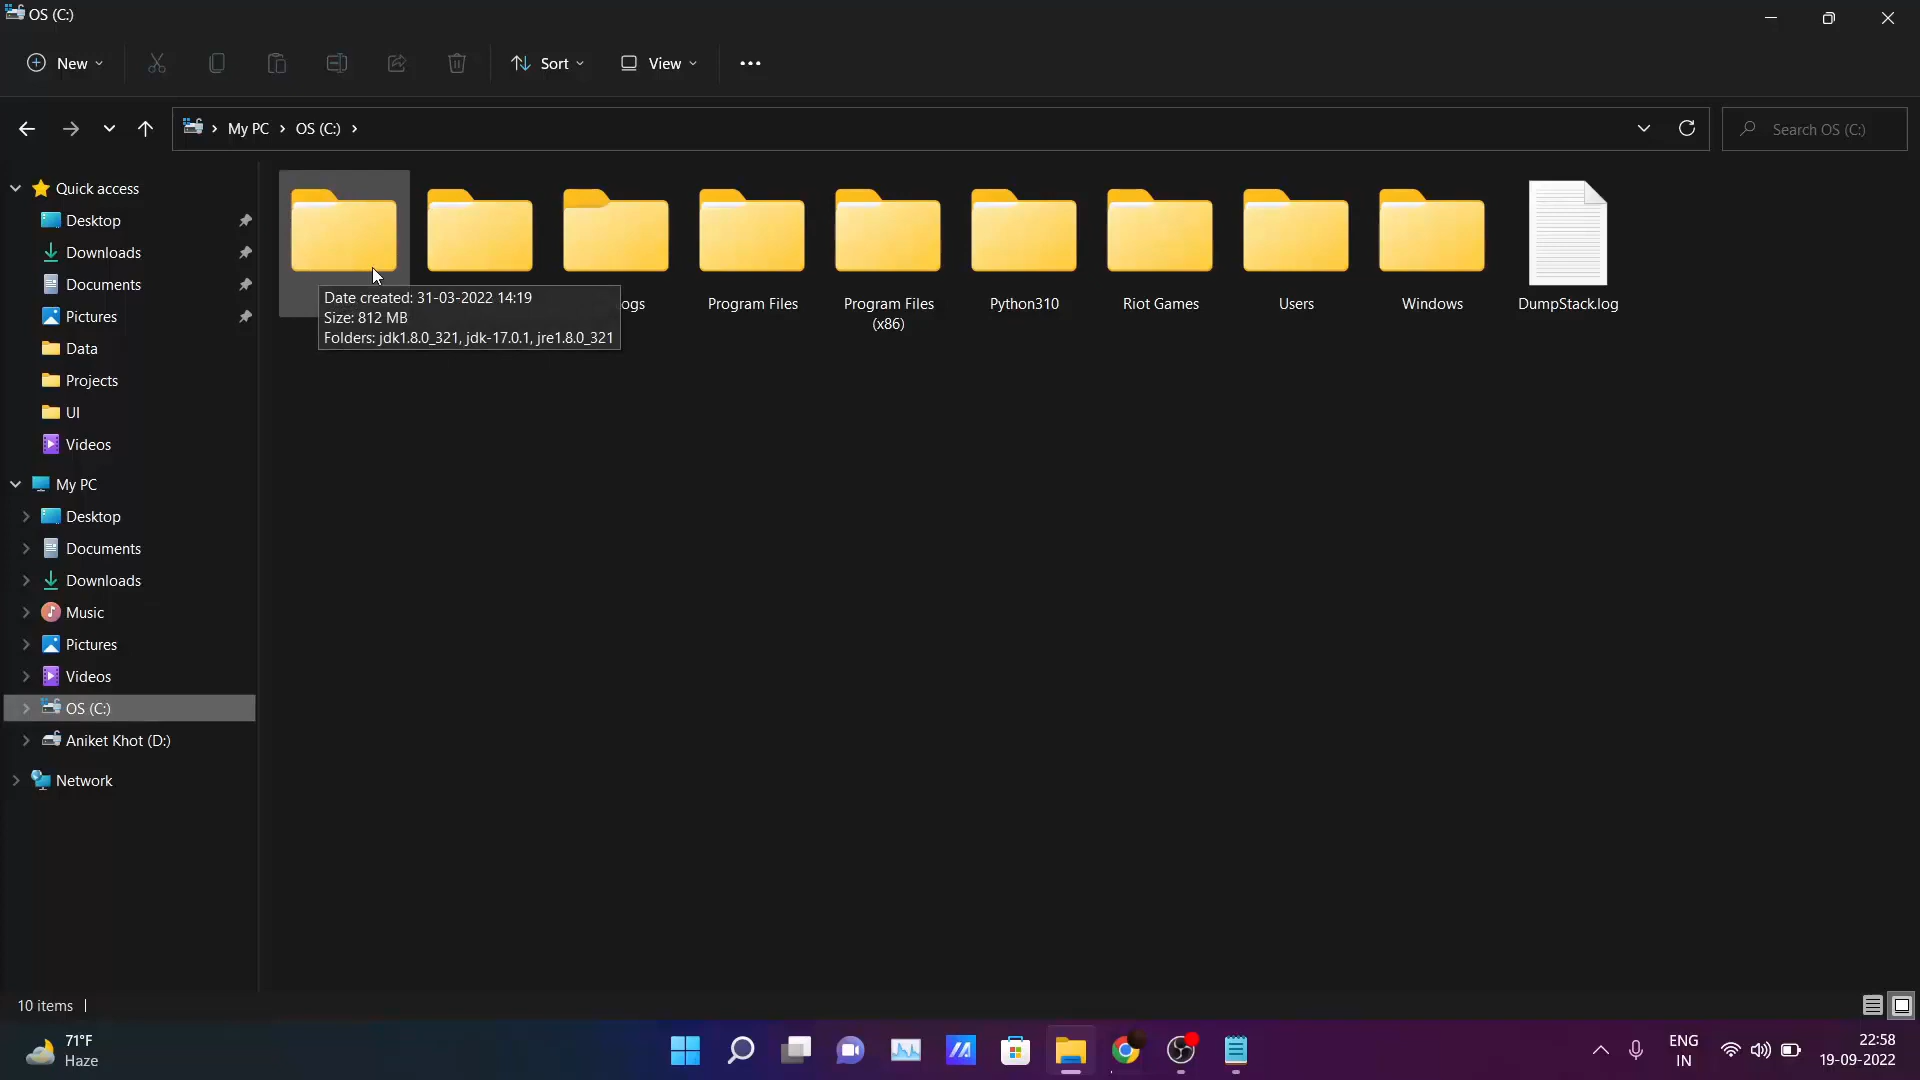 OS (C:)
New
Sort
View
My PC
OS (C:)
Search OS (C:)
Quick access
Desktop
Downloads
Documents
Pictures
Data
Projects
UI
Videos
My PC
Desktop
Documents
Downloads
Music
Pictures
Videos
OS (C:)
Aniket Khot (D:)
Network
ogs
Program Files
Program Files
(x86)
Python310
Riot Games
Users
Windows
DumpStack.log
Date created: 31-03-2022 14:19
Size: 812 MB
Folders: jdk1.8.0_321, jdk-17.0.1, jre1.8.0_321
10 items
71°F
Haze
ENG
IN
22:58
19-09-2022